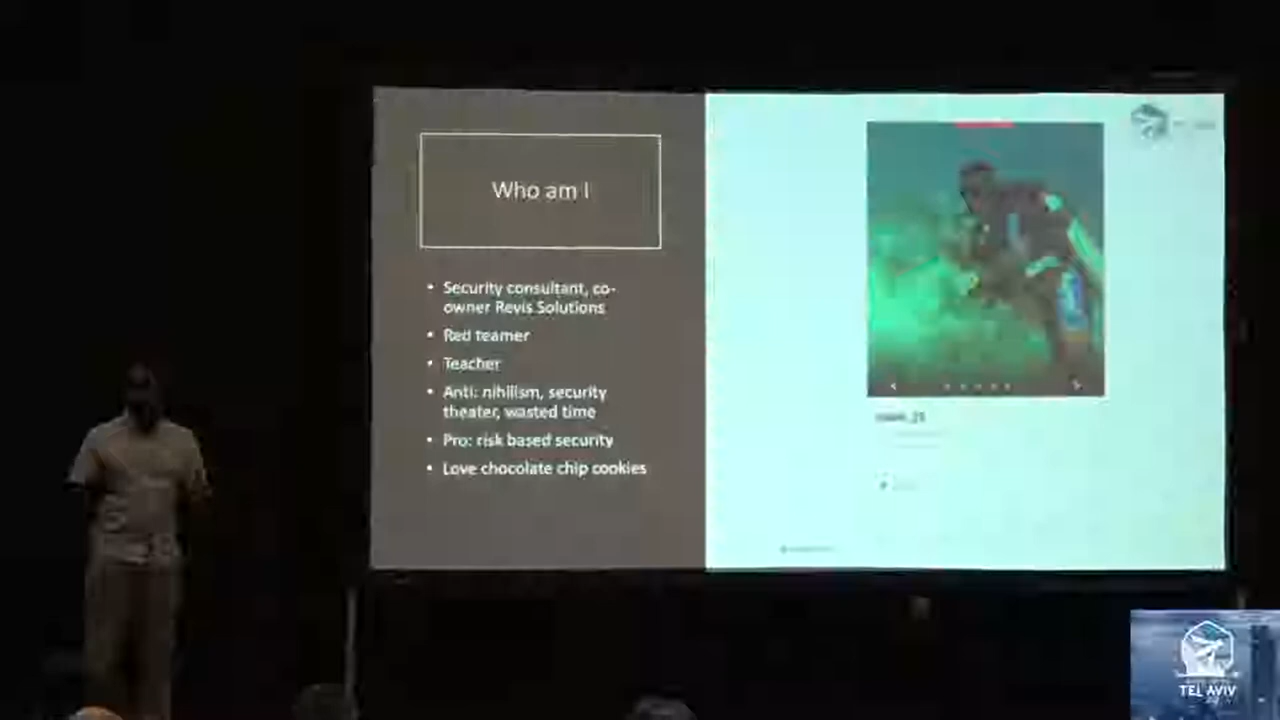 Who am I
• Security consultant, co-
owner Revis Solutions
• Red teamer
• Teacher
• Anti: nihilism, security
theater, wasted time
• Pro: risk based security
• Love chocolate chip cookies
TEL AVIV